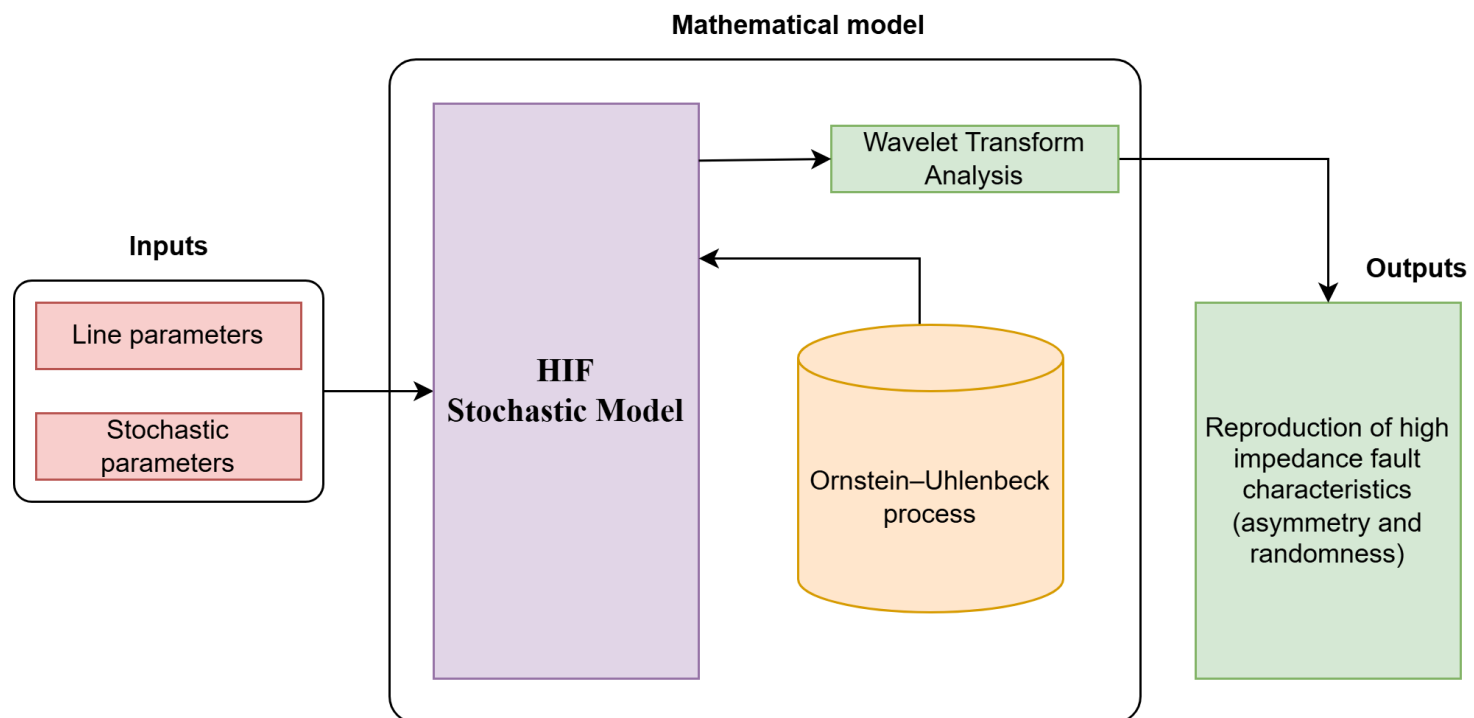 Mathematical model
Inputs
Line parameters
Stochastic
parameters
HIF
Stochastic Model
Wavelet Transform
Analysis
Ornstein–Uhlenbeck
process
Outputs
Reproduction of high
impedance fault
characteristics
(asymmetry and
randomness)